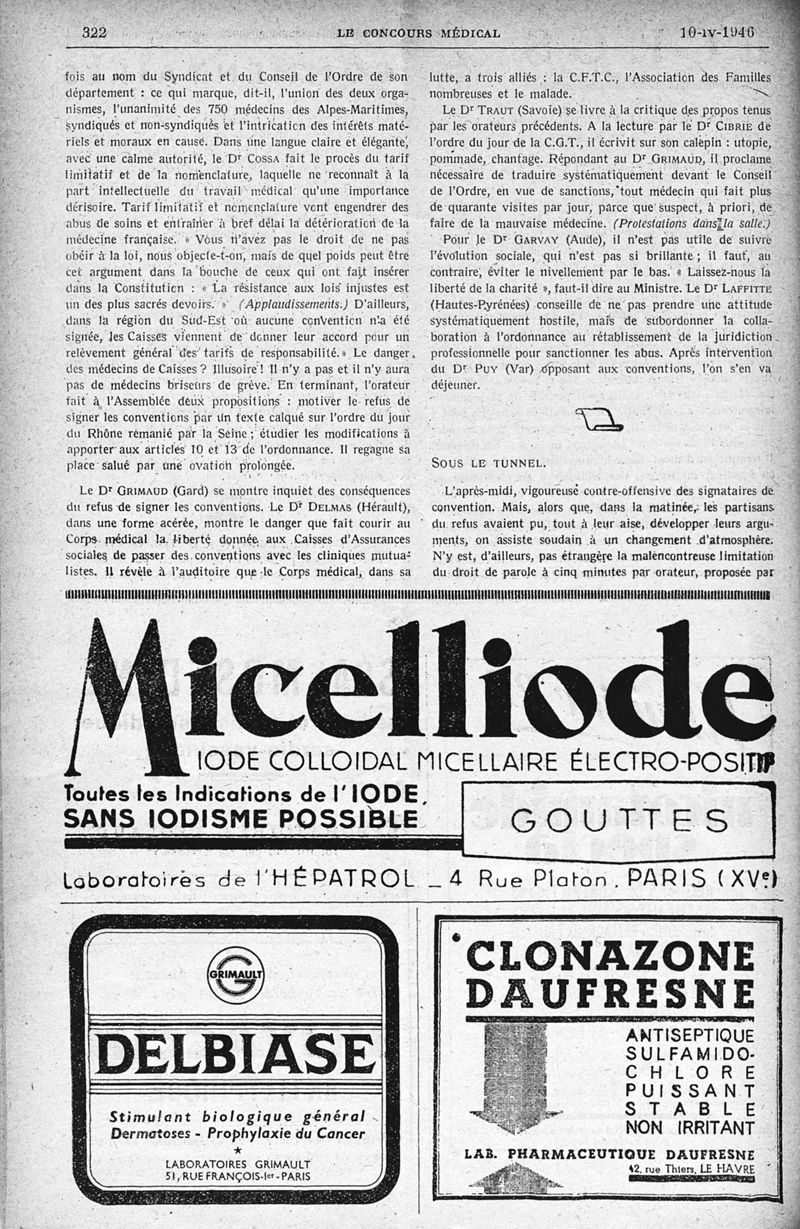 322
LE CONCOURS MÉDICAL
10-IV-1946
fois au nom du Syndicat et du Conseil de l'Ordre de son
département : ce qui marque, dit-il, l'union des deux orga-
nismes, l'unanimité des 750 médecins des Alpes-Maritimes,
syndiqués et non-syndiqués et l'intrication des intérêts maté-
riels et moraux en cause. Dans une langue claire et élégante,
avec une calme autorité, le Dr COSSA fait le procès du tarif
limitatif et de la nomenclature, laquelle ne reconnaît à la
part intellectuelle du travail médical qu'une importance
dérisoire. Tarif limitatif et nomenclature vont engendrer des
abus de soins et entraîner à bref délai la détérioration de la
médecine française. « Vous n'avez pas le droit de ne pas
obéir à la loi, nous objecte-t-on, mais de quel poids peut être
cet argument dans la bouche de ceux qui ont fait insérer
dans la Constitution : « La résistance aux lois injustes est
un des plus sacrés devoirs. » (Applaudissements.) D'ailleurs,
dans la région du Sud-Est où aucune convention n'a été
signée, les Caisses viennent de donner leur accord pour un
relèvement général des tarifs de responsabilité. » Le danger
des médecins de Caisses ? Illusoire ! Il n'y a pas et il n'y aura
pas de médecins briseurs de grève. En terminant, l'orateur
fait à l'Assemblée deux propositions : motiver le refus de
signer les conventions par un texte calqué sur l'ordre du jour
du Rhône remanié par la Seine ; étudier les modifications à
apporter aux articles 10 et 13 de l'ordonnance. Il regagne sa
place salué par une ovation prolongée.
Le Dr GRIMAUD (Gard) se montre inquiet des conséquences
du refus de signer les conventions. Le Dr DELMAS (Hérault),
dans une forme acérée, montre le danger que fait courir au
Corps médical la liberté donnée aux Caisses d'Assurances
sociales de passer des conventions avec les cliniques mutua-
listes. Il révèle à l'auditoire que le Corps médical, dans sa
lutte, a trois alliés : la C.F.T.C., l'Association des Familles
nombreuses et le malade.
Le Dr TRAUT (Savoie) se livre à la critique des propos tenus
par les orateurs précédents. A la lecture par le Dr CIBRIE de
l'ordre du jour de la C.G.T., il écrivit sur son calepin : utopie,
pommade, chantage. Répondant au Dr GRIMAUD, il proclame
nécessaire de traduire systématiquement devant le Conseil
de l'Ordre, en vue de sanctions, tout médecin qui fait plus
de quarante visites par jour, parce que suspect, à priori, de
faire de la mauvaise médecine. (Protestations dans la salle.)
Pour le Dr GARVAY (Aude), il n'est pas utile de suivre
l'évolution sociale, qui n'est pas si brillante ; il faut, au
contraire, éviter le nivellement par le bas. « Laissez-nous la
liberté de la charité », faut-il dire au Ministre. Le Dr LAFFITTE
(Hautes-Pyrénées) conseille de ne pas prendre une attitude
systématiquement hostile, mais de subordonner la colla-
boration à l'ordonnance au rétablissement de la juridiction
professionnelle pour sanctionner les abus. Après intervention
du Dr PUY (Var) opposant aux conventions, l'on s'en va
déjeuner.
SOUS LE TUNNEL.
L'après-midi, vigoureuse contre-offensive des signataires de
convention. Mais, alors que, dans la matinée, les partisans
du refus avaient pu, tout à leur aise, développer leurs argu-
ments, on assiste soudain à un changement d'atmosphère.
N'y est, d'ailleurs, pas étrangère la malencontreuse limitation
du droit de parole à cinq minutes par orateur, proposée par
Micelliode
IODE COLLOIDAL MICELLAIRE ÉLECTRO-POSITIF
Toutes les Indications de l'IODE
SANS IODISME POSSIBLE
GOUTTES
Laboratoires de l'HÉPATROL _ 4 Rue Platon . PARIS (XVe)
GRIMAULT
DELBIASE
Stimulant biologique général
Dermatoses - Prophylaxie du Cancer
LABORATOIRES GRIMAULT
51, RUE FRANÇOIS-Ier - PARIS
CLONAZONE
DAUFRESNE
ANTISEPTIQUE
SULFAMIDO-
CHLORE
PUISSANT
STABLE
NON IRRITANT
LAB. PHARMACEUTIQUE DAUFRESNE
42, rue Thiers, LE HAVRE